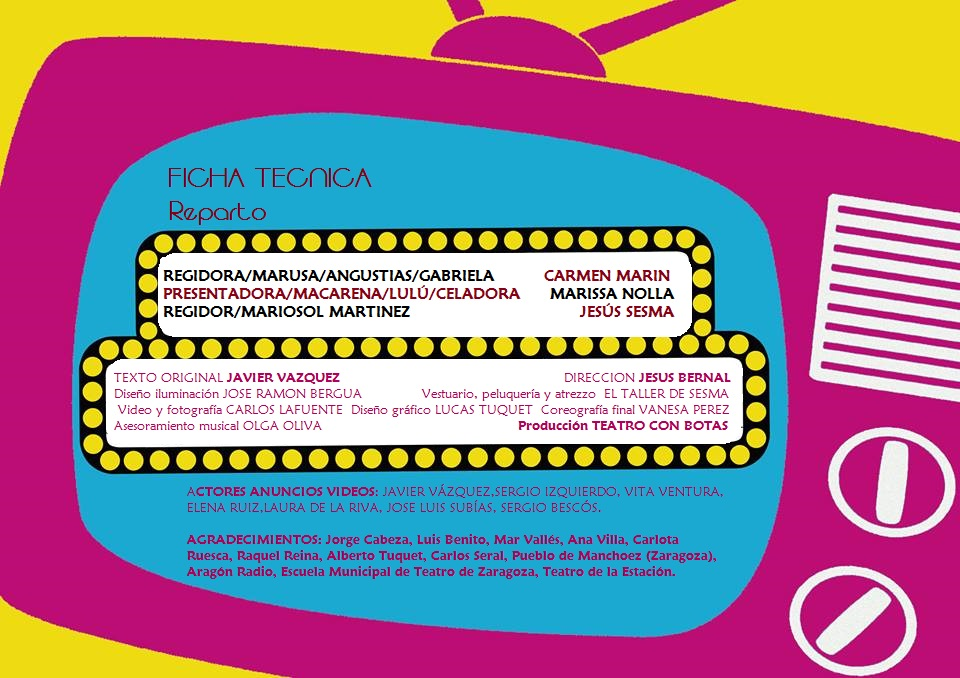 FICHA TECNICA
Reparto
REGIDORA/MARUSA/ANGUSTIAS/GABRIELA CARMEN MARIN
PRESENTADORA/MACARENA/LULÚ/CELADORA MARISSA NOLLA
REGIDOR/MARIOSOL MARTINEZ JESÚS SESMA
TEXTO ORIGINAL JAVIER VAZQUEZ DIRECCION JESUS BERNAL
Diseño iluminación JOSE RAMON BERGUA Vestuario, peluquería y atrezzo EL TALLER DE SESMA
Video y fotografía CARLOS LAFUENTE Diseño gráfico LUCAS TUQUET Coreografía final VANESA PEREZ
Asesoramiento musical OLGA OLIVA Producción TEATRO CON BOTAS
ACTORES ANUNCIOS VIDEOS: JAVIER VÁZQUEZ,SERGIO IZQUIERDO, VITA VENTURA,
ELENA RUIZ,LAURA DE LA RIVA, JOSE LUIS SUBÍAS, SERGIO BESCÓS.
AGRADECIMIENTOS: Jorge Cabeza, Luis Benito, Mar Vallés, Ana Villa, Carlota
Ruesca, Raquel Reina, Alberto Tuquet, Carlos Seral, Pueblo de Manchoez (Zaragoza),
Aragón Radio, Escuela Municipal de Teatro de Zaragoza, Teatro de la Estación.